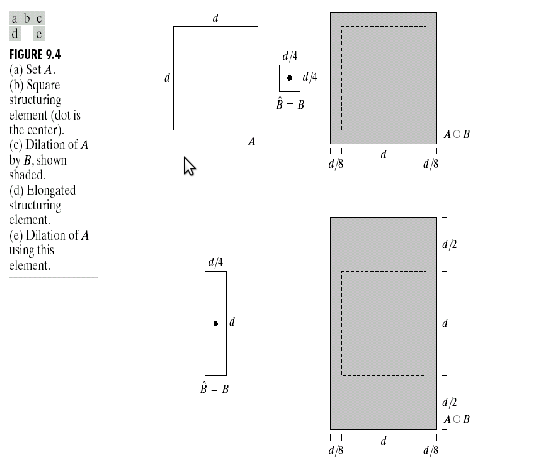 a b c
d e
FIGURE 9.4
(a) Set A.
(b) Square
structuring
element (dot is
the center).
(c) Dilation of A
by B, shown
shaded.
(d) Elongated
structuring
element.
(e) Dilation of A
using this
element.
d
d
A
d/4
d/4
B̂ = B
A ⊕ B
d/8
d
d/8
d/4
d
B̂ = B
d/2
d
d/2
A ⊕ B
d/8
d
d/8